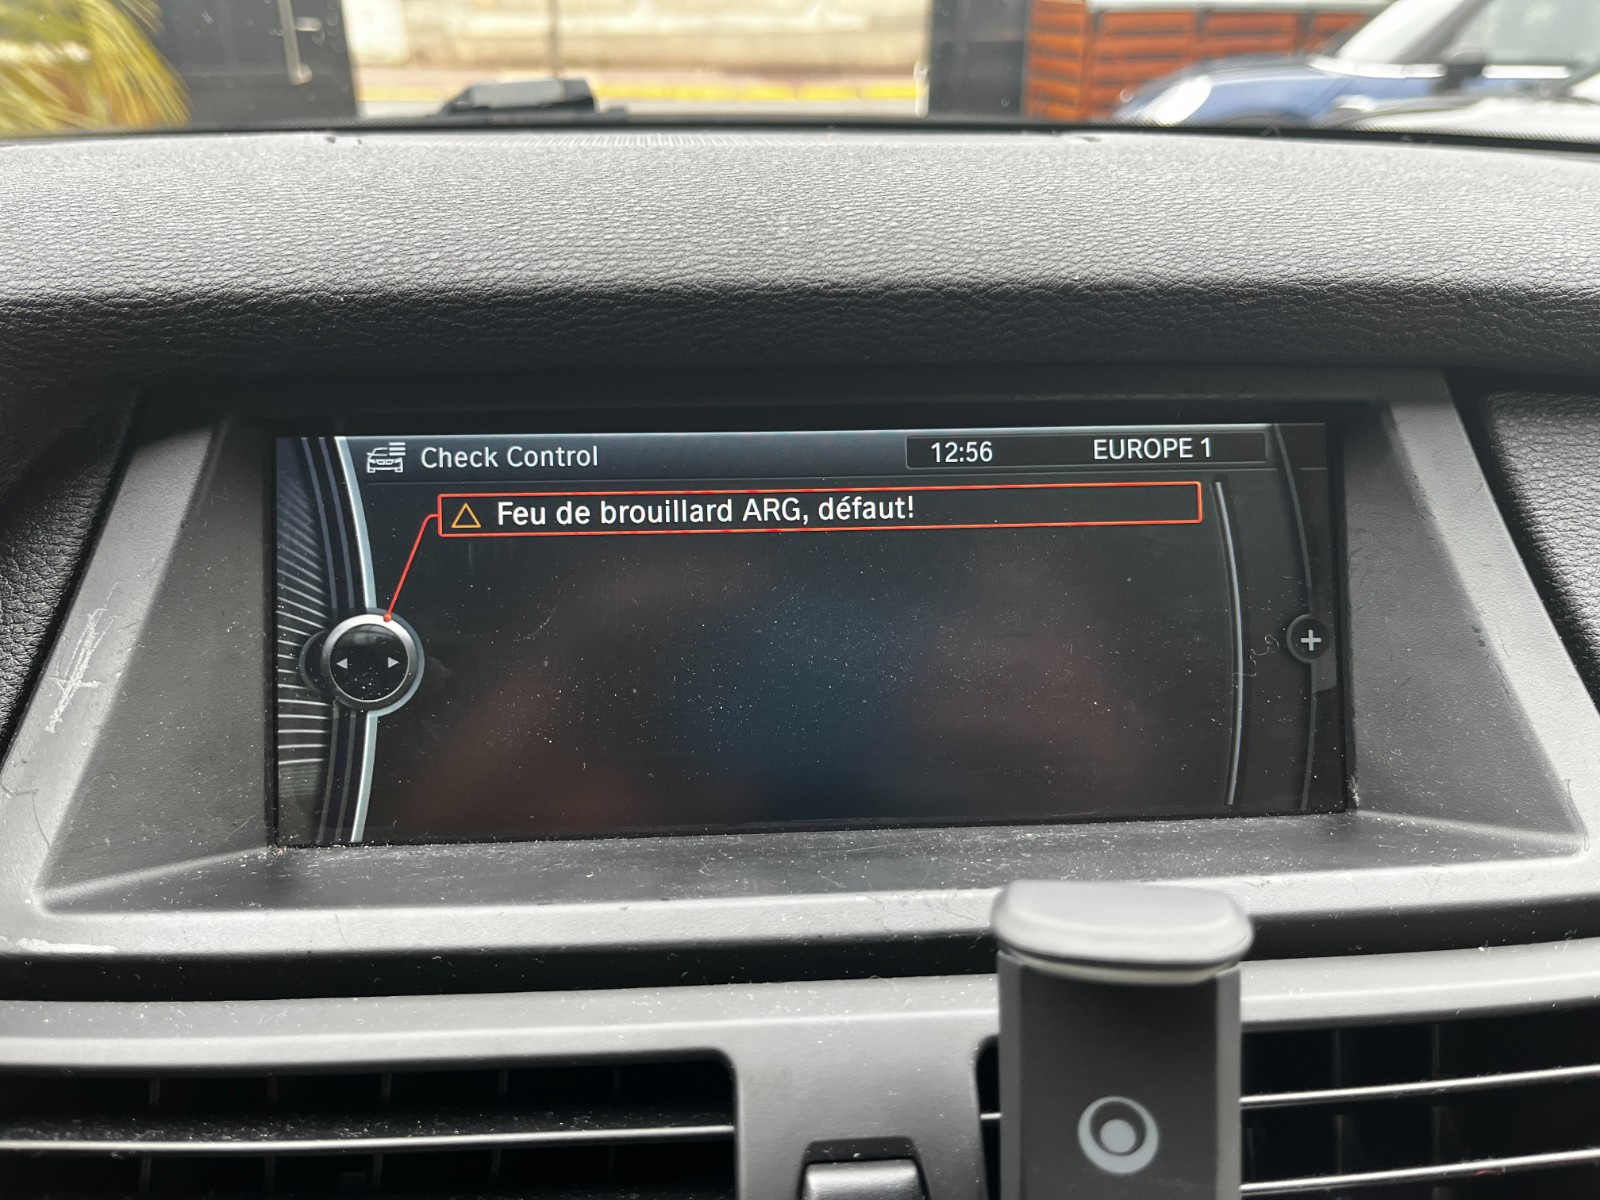 Check Control
12:56
EUROPE 1
Feu de brouillard ARG, défaut!